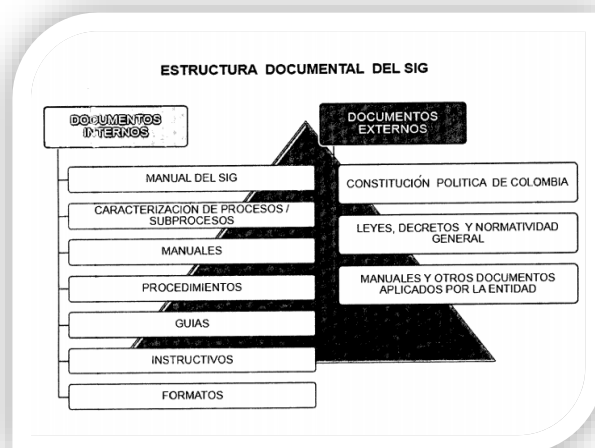 ESTRUCTURA DOCUMENTAL DEL SIG
DOCUMENTOS
INTERNOS
MANUAL DEL SIG
CARACTERIZACION DE PROCESOS /
SUBPROCESOS
MANUALES
PROCEDIMIENTOS
GUIAS
INSTRUCTIVOS
FORMATOS
DOCUMENTOS
EXTERNOS
CONSTITUCIÓN POLITICA DE COLOMBIA
LEYES, DECRETOS Y NORMATIVIDAD
GENERAL
MANUALES Y OTROS DOCUMENTOS
APLICADOS POR LA ENTIDAD